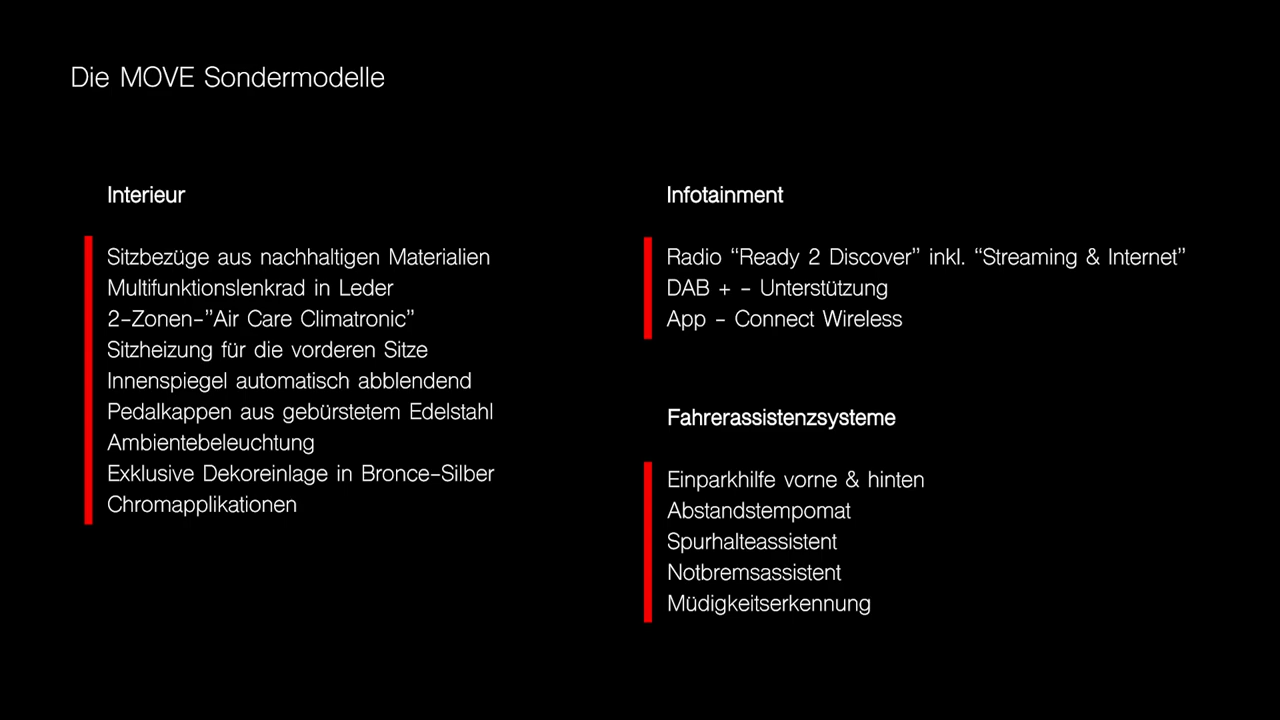 Die MOVE Sondermodelle
Interieur
Sitzbezüge aus nachhaltigen Materialien
Multifunktionslenkrad in Leder
2-Zonen-”Air Care Climatronic”
Sitzheizung für die vorderen Sitze
Innenspiegel automatisch abblendend
Pedalkappen aus gebürstetem Edelstahl
Ambientebeleuchtung
Exklusive Dekoreinlage in Bronce-Silber
Chromapplikationen
Infotainment
Radio “Ready 2 Discover” inkl. “Streaming & Internet”
DAB + - Unterstützung
App - Connect Wireless
Fahrerassistenzsysteme
Einparkhilfe vorne & hinten
Abstandstempomat
Spurhalteassistent
Notbremsassistent
Müdigkeitserkennung